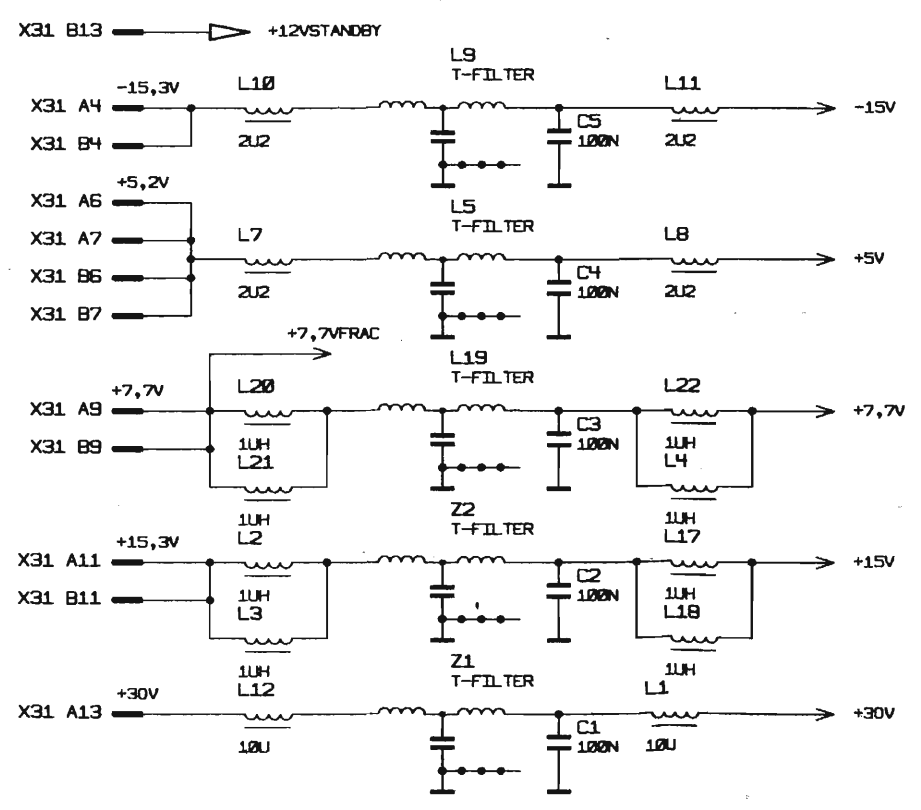 X31 B13 +12VSTANDBY
L9
T-FILTER
-15,3V L10 L11
X31 A4 -15V
C5
X31 B4 2U2 100N 2U2
+5,2V
X31 A6 L5
T-FILTER
X31 A7 L7 L8
+5V
X31 B6 C4
2U2 100N 2U2
X31 B7
+7,7VFRAC
L19
T-FILTER
+7,7V L20 L22
X31 A9 +7,7V
C3
X31 B9 1UH 100N 1UH
L21 L4
Z2
1UH T-FILTER 1UH
+15,3V L2 L17
X31 A11 +15V
C2
X31 B11 1UH 100N 1UH
L3 L18
Z1
1UH T-FILTER 1UH
+30V L12 L1
X31 A13 +30V
C1
10U 100N 10U